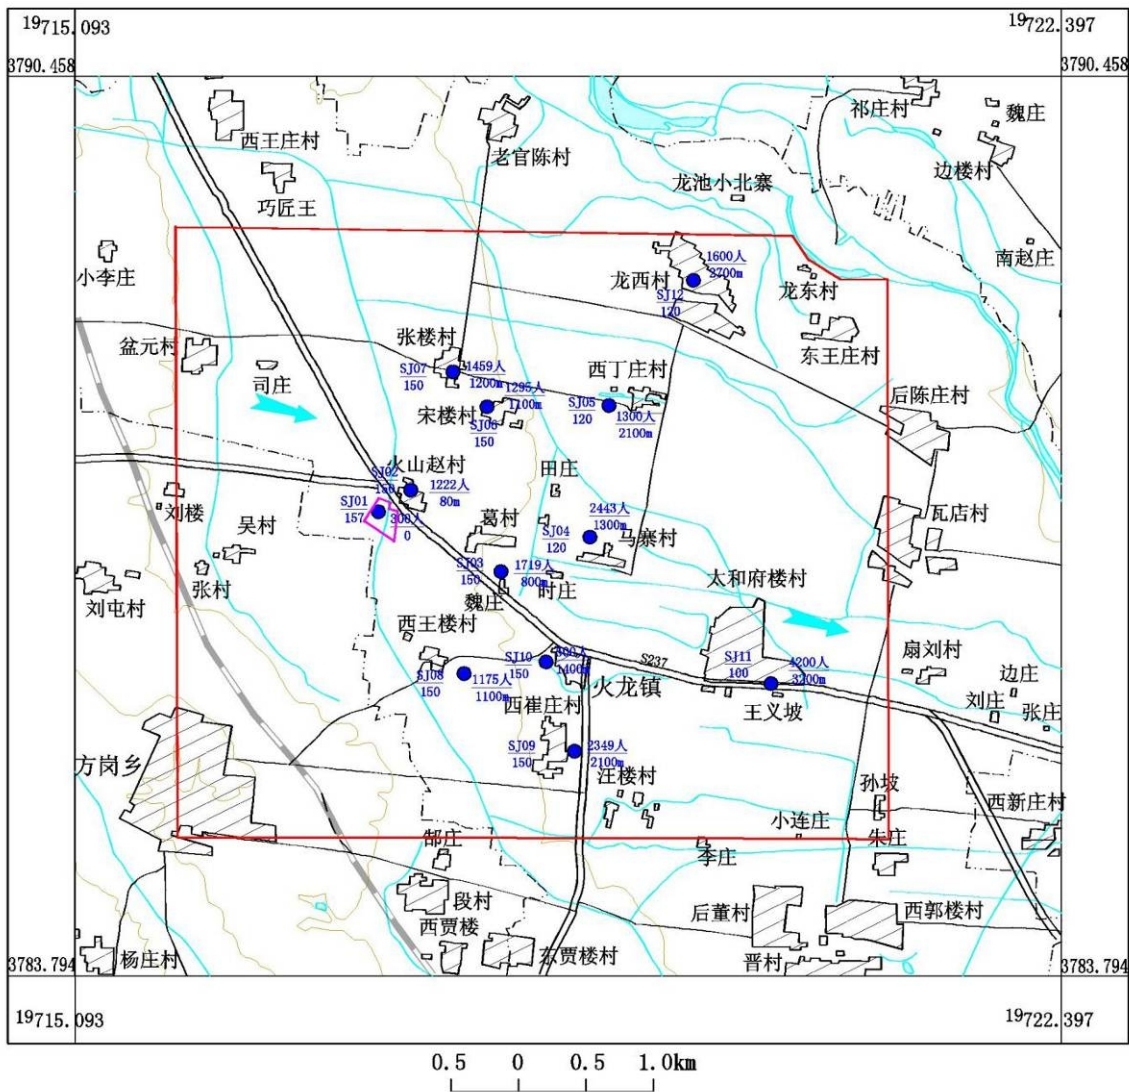 19715.093
19722.397
3790.458
3790.458
祁庄村
魏庄
西王庄村
老官陈村
边楼村
龙池小北寨
巧匠王
南赵庄
小李庄
1600人
2700m
龙西村
SJ12
120
龙东村
张楼村
盆元村
东王庄村
SJ07
150
1459人
1200m
西丁庄村
司庄
1295人
1100m
后陈庄村
宋楼村
SJ06
150
SJ05
120
1300人
2100m
火山赵村
田庄
SJ02
150
1222人
80m
SJ01
157
300人
0
刘楼
吴村
葛村
2443人
1300m
SJ04
120
马寨村
瓦店村
SJ03
150
1719人
800m
时庄
太和府楼村
张村
刘屯村
魏庄
西王楼村
SJ10
150
1400m
S237
SJ11
100
4200人
3200m
扇刘村
SJ08
150
1175人
1100m
火龙镇
边庄
西崔庄村
王义坡
刘庄
张庄
SJ09
150
2349人
2100m
方岗乡
汪楼村
孙坡
西新庄村
小连庄
朱庄
郜庄
李庄
段村
后董村
西郭楼村
西贾楼
杨庄村
东贾楼村
晋村
3783.794
3783.794
19715.093
19722.397
0.5 0 0.5 1.0km